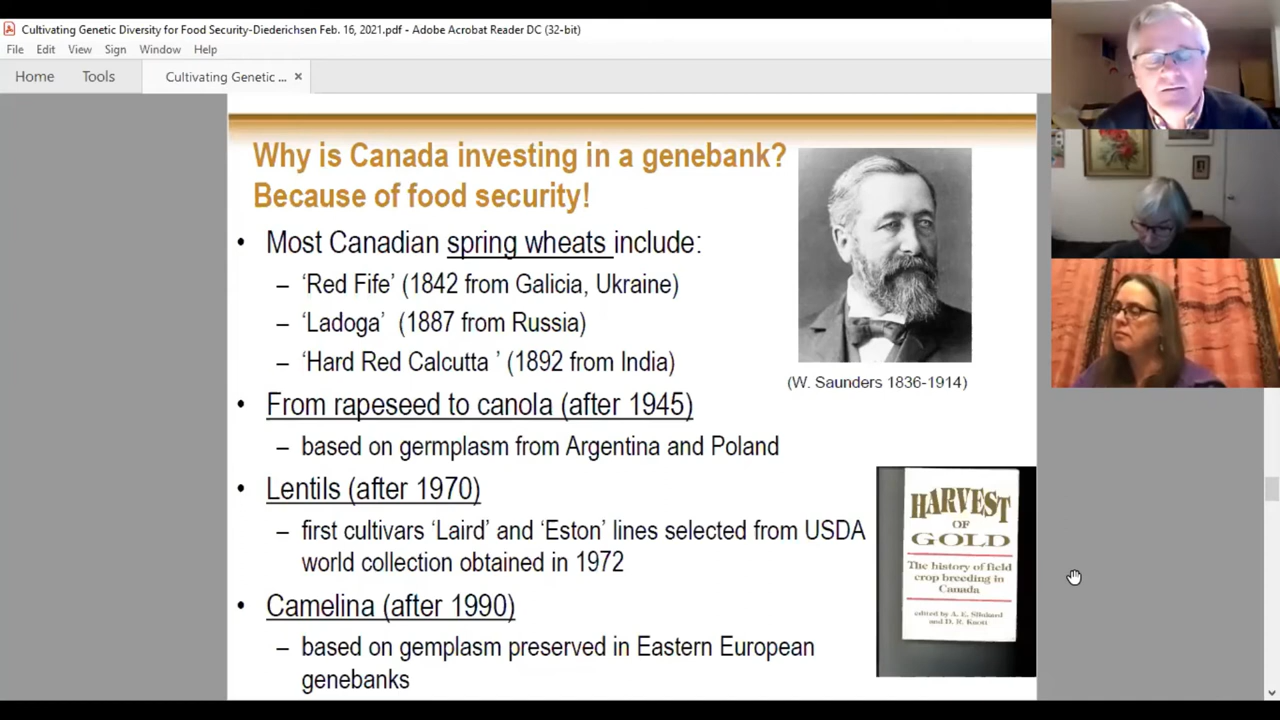 Cultivating Genetic Diversity for Food Security-Diederichsen Feb. 16, 2021.pdf - Adobe Acrobat Reader DC (32-bit)
File Edit View Sign Window Help
Home Tools Cultivating Genetic ... ×
Why is Canada investing in a genebank?
Because of food security!
• Most Canadian spring wheats include:
– ‘Red Fife’ (1842 from Galicia, Ukraine)
– ‘Ladoga’ (1887 from Russia)
– ‘Hard Red Calcutta ’ (1892 from India)
(W. Saunders 1836-1914)
• From rapeseed to canola (after 1945)
– based on germplasm from Argentina and Poland
• Lentils (after 1970)
– first cultivars ‘Laird’ and ‘Eston’ lines selected from USDA
world collection obtained in 1972
• Camelina (after 1990)
– based on gemplasm preserved in Eastern European
genebanks
HARVEST
OF
GOLD
The history of field
crop breeding in
Canada
edited by A. E. Slinkard
and D. R. Knott